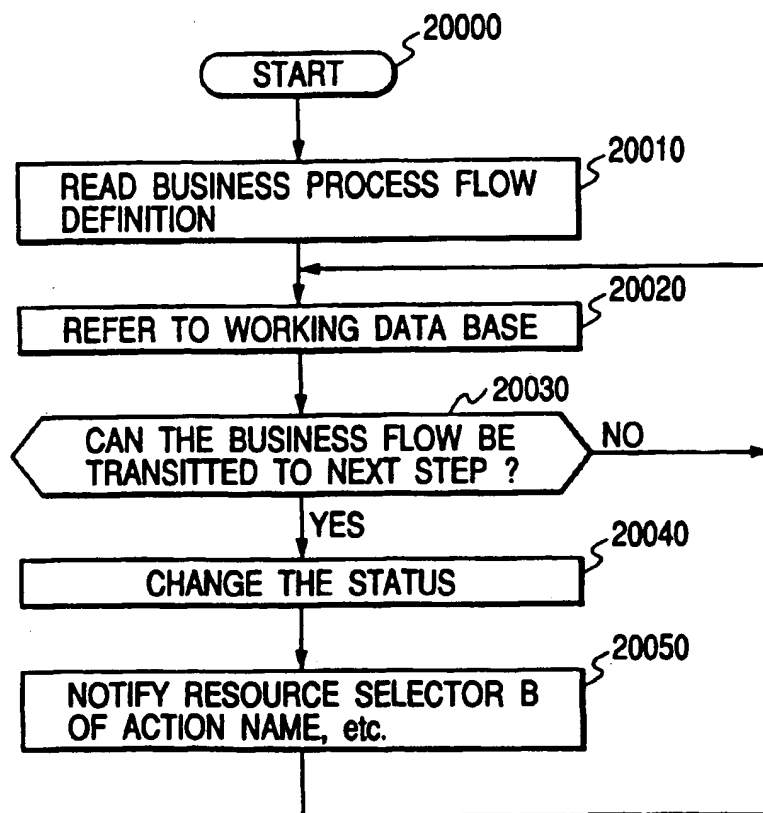 20000
START
20010
READ BUSINESS PROCESS FLOW
DEFINITION
20020
REFER TO WORKING DATA BASE
20030
CAN THE BUSINESS FLOW BE
TRANSITTED TO NEXT STEP ?
NO
YES
20040
CHANGE THE STATUS
20050
NOTIFY RESOURCE SELECTOR B
OF ACTION NAME, etc.